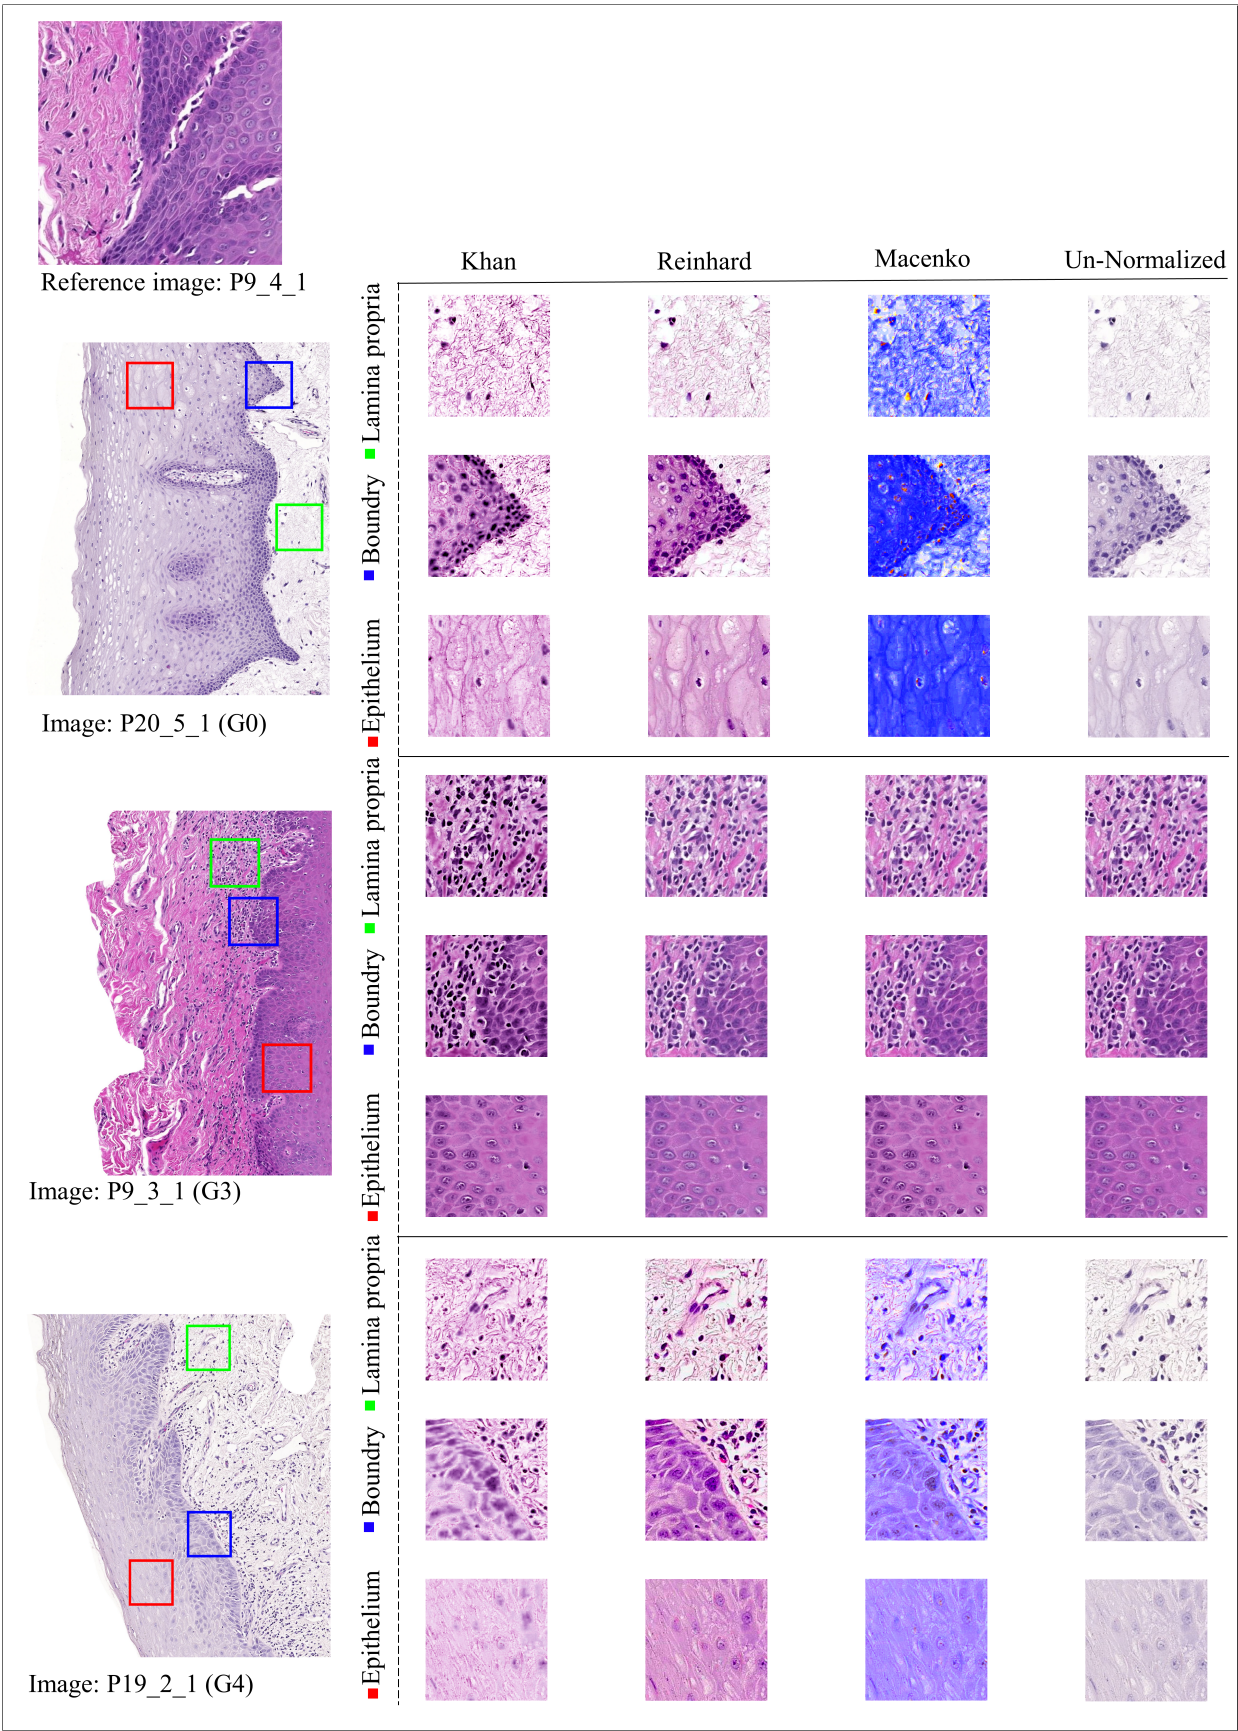 Reference image: P9_4_1
Khan
Reinhard
Macenko
Un-Normalized
Lamina propria
Boundry
Epithelium
Image: P20_5_1 (G0)
Lamina propria
Boundry
Epithelium
Image: P9_3_1 (G3)
Lamina propria
Boundry
Epithelium
Image: P19_2_1 (G4)